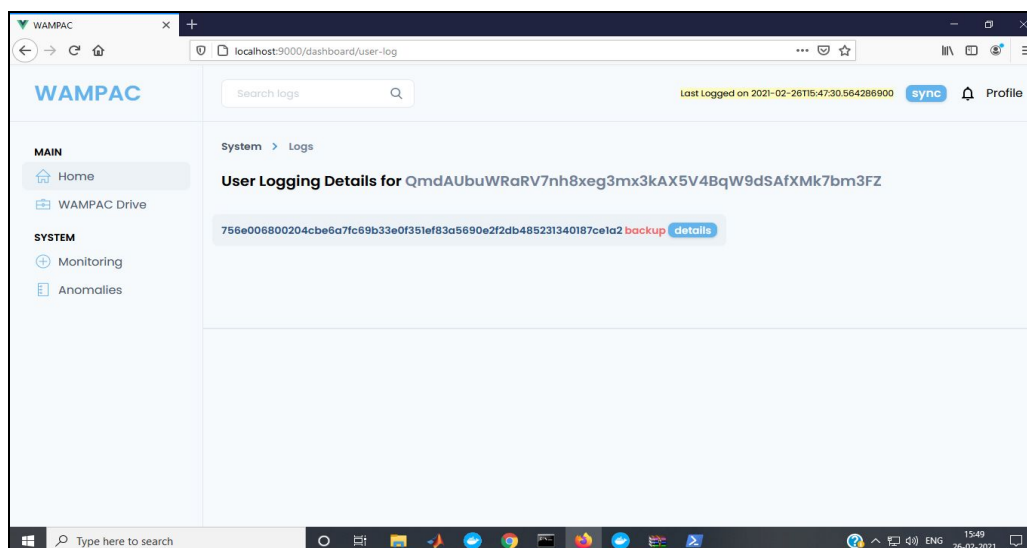 WAMPAC
localhost:9000/dashboard/user-log
WAMPAC
Search logs
Last Logged on 2021-02-26T15:47:30.564286900 sync Profile
MAIN
Home
WAMPAC Drive
SYSTEM
Monitoring
Anomalies
System > Logs
User Logging Details for QmdAUbuWRaRV7nh8xeg3mx3kAX5V4BqW9dSAfXMk7bm3FZ
756e006800204cbe6a7fc69b33e0f351ef83a5690e2f2db485231340187ce1a2 backup details
Type here to search
ENG
15:49
26-02-2021